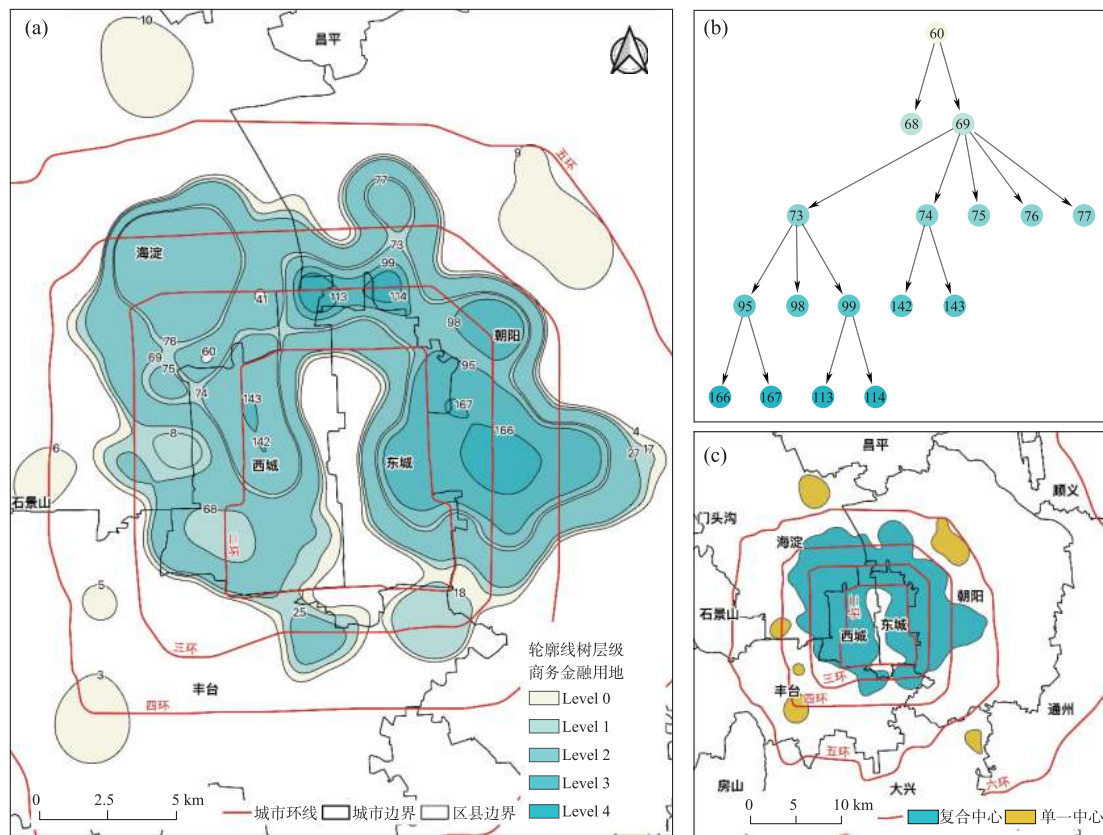 (a)
10
昌平
五环
9
77
海淀
73
99
41
113
114
98
朝阳
76
69
60
75
95
74
143
167
8
166
4
142
27
17
6
西城
东城
石景山
68
二环
5
25
18
三环
3
丰台
四环
轮廓线树层级
商务金融用地
Level 0
Level 1
Level 2
Level 3
Level 4
0 2.5 5 km
城市环线 城市边界 区县边界
(b)
60
68 69
73 74 75 76 77
95 98 99 142 143
166 167 113 114
(c)
昌平
顺义
门头沟
海淀
朝阳
石景山
二环
西城
东城
三环
丰台
四环
通州
五环
房山
大兴
六环
0 5 10 km
复合中心 单一中心